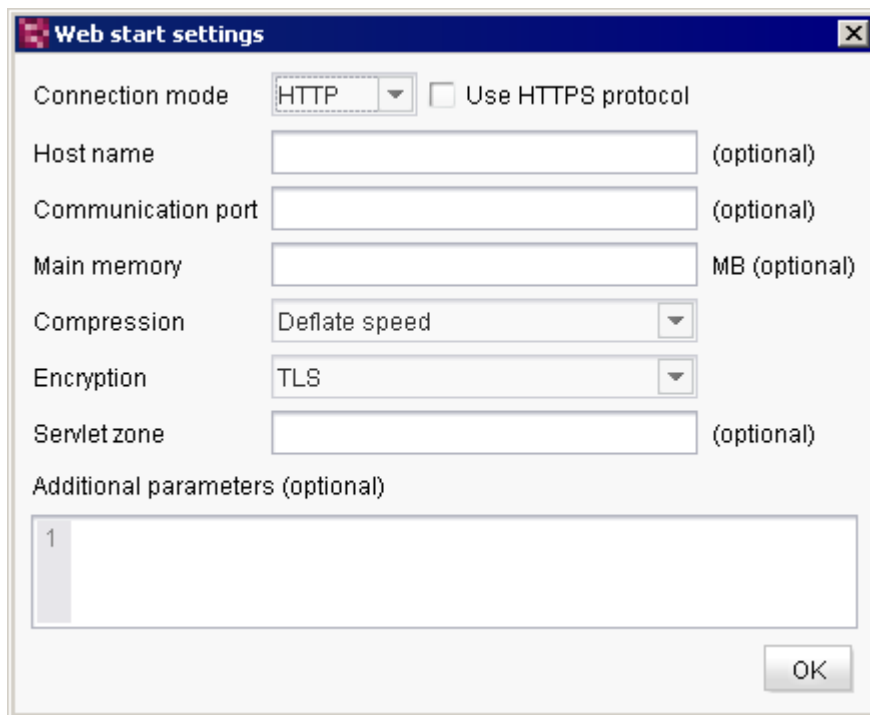 Web start settings
Connection mode HTTP Use HTTPS protocol
Host name (optional)
Communication port (optional)
Main memory MB (optional)
Compression Deflate speed
Encryption TLS
Servlet zone (optional)
Additional parameters (optional)
1
OK